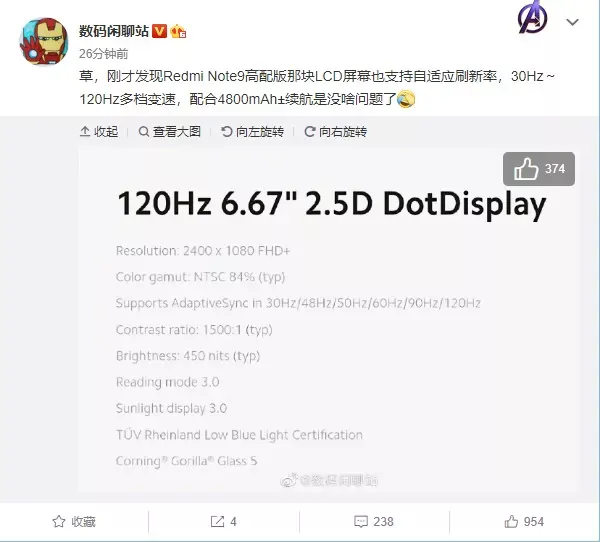 数码闲聊站
26分钟前
草，刚才发现Redmi Note9高配版那块LCD屏幕也支持自适应刷新率，30Hz～
120Hz多档变速，配合4800mAh±续航是没啥问题了
收起 查看大图 向左旋转 向右旋转
374
120Hz 6.67" 2.5D DotDisplay
Resolution: 2400 x 1080 FHD+
Color gamut: NTSC 84% (typ)
Supports AdaptiveSync in 30Hz/48Hz/50Hz/60Hz/90Hz/120Hz
Contrast ratio: 1500:1 (typ)
Brightness: 450 nits (typ)
Reading mode 3.0
Sunlight display 3.0
TÜV Rheinland Low Blue Light Certification
Corning® Gorilla® Glass 5
@数码闲聊站
收藏 4 238 954